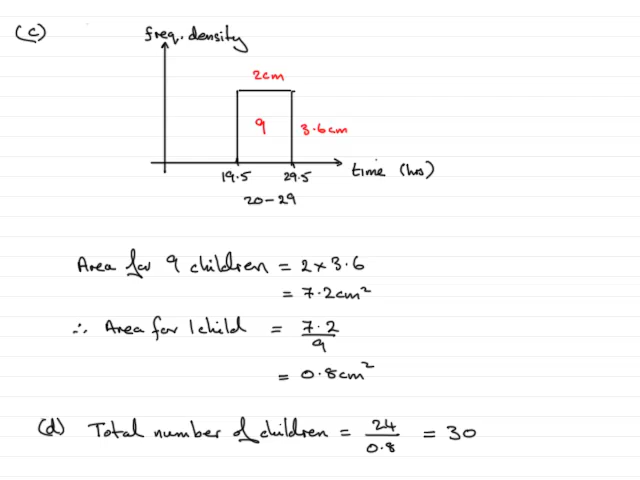 (c)
freq. density
2cm
9
3.6cm
19.5 29.5 time (hrs)
20-29
Area for 9 children = 2 × 3.6
= 7.2cm²
∴ Area for 1 child = 7.2/9
= 0.8cm²
(d) Total number of children = 24/0.8 = 30